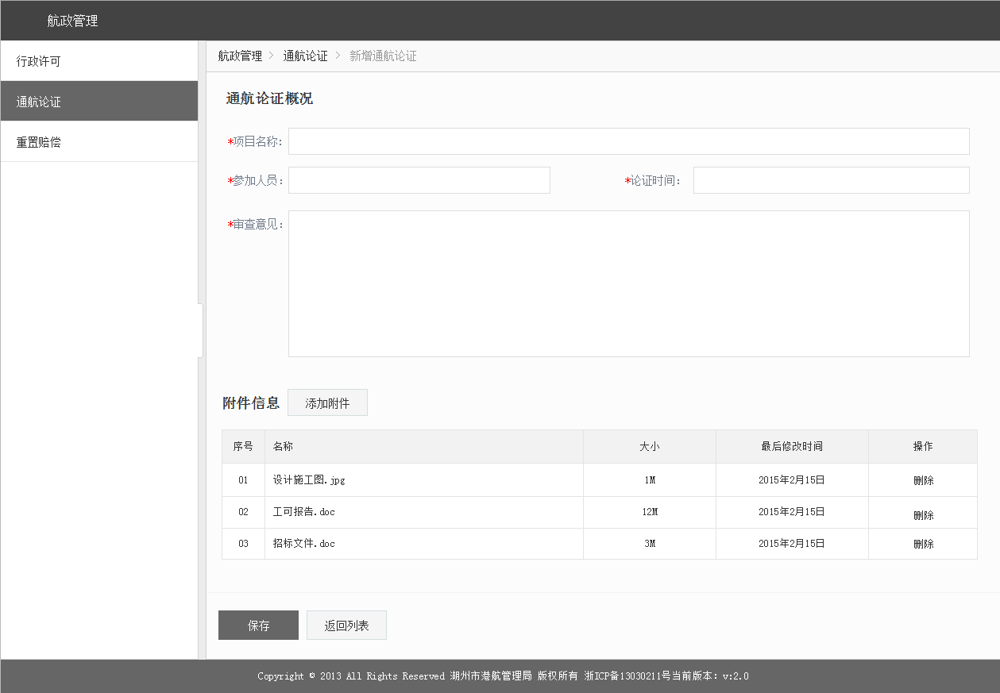 航政管理
行政许可
通航论证
重置赔偿
航政管理 > 通航论证 > 新增通航论证
通航论证概况
*项目名称:
*参加人员: *论证时间:
*审查意见:
附件信息 添加附件
序号 名称 大小 最后修改时间 操作
01 设计施工图.jpg 1M 2015年2月15日 删除
02 工可报告.doc 12M 2015年2月15日 删除
03 招标文件.doc 3M 2015年2月15日 删除
保存 返回列表
Copyright © 2013 All Rights Reserved 湖州市港航管理局 版权所有 浙ICP备13030211号当前版本: v:2.0